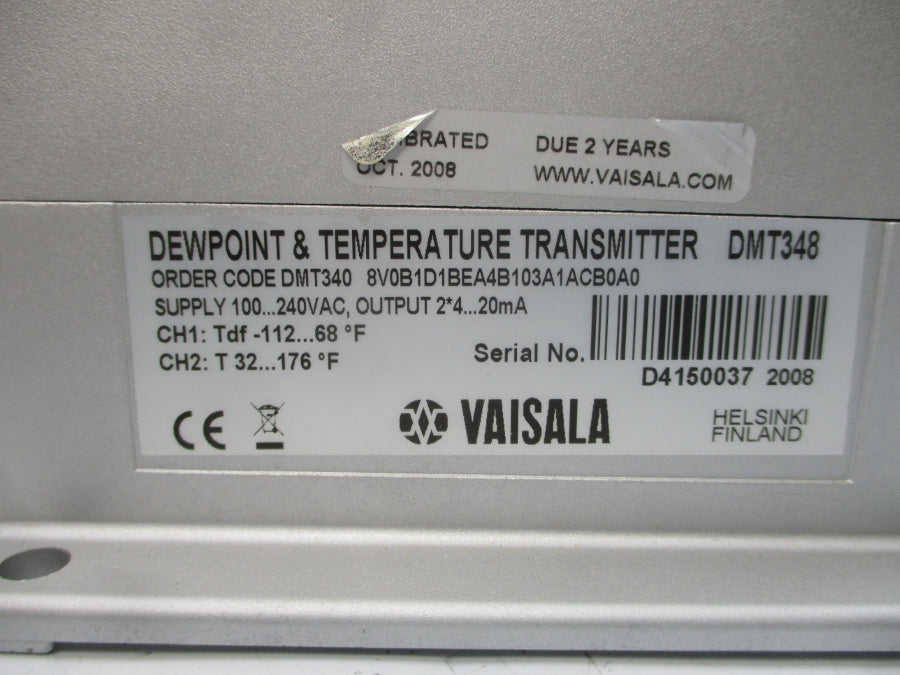 BRATED DUE 2 YEARS
OCT. 2008 WWW.VAISALA.COM
DEWPOINT & TEMPERATURE TRANSMITTER DMT348
ORDER CODE DMT340 8V0B1D1BEA4B103A1ACB0A0
SUPPLY 100...240VAC, OUTPUT 2*4...20mA
CH1: Tdf -112...68 °F
CH2: T 32...176 °F
Serial No.
D4150037 2008
CE
VAISALA
HELSINKI
FINLAND